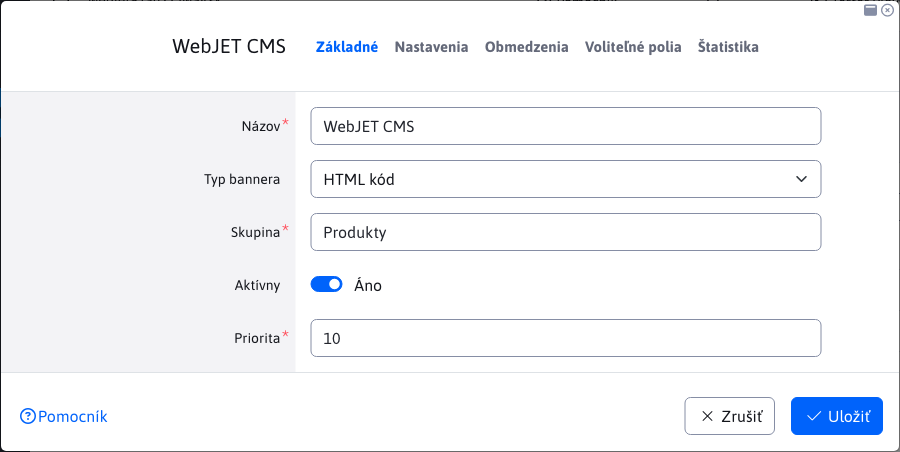 WebJET CMS
Základné Nastavenia Obmedzenia Voliteľné polia Štatistika
Názov* WebJET CMS
Typ bannera HTML kód
Skupina* Produkty
Aktívny Áno
Priorita* 10
Pomocník
Zrušiť Uložiť